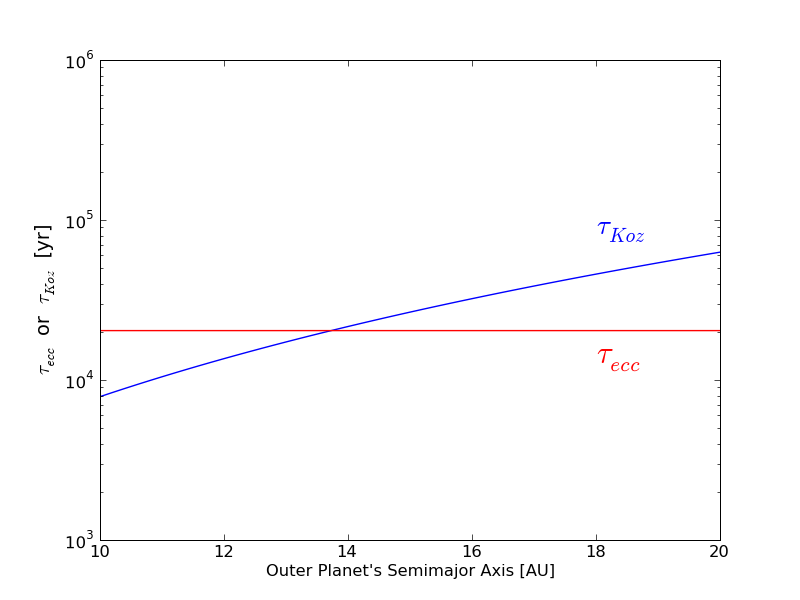 10^6
10^5
10^4
10^3
τ_ecc or τ_Koz [yr]
τ_Koz
τ_ecc
10 12 14 16 18 20
Outer Planet's Semimajor Axis [AU]